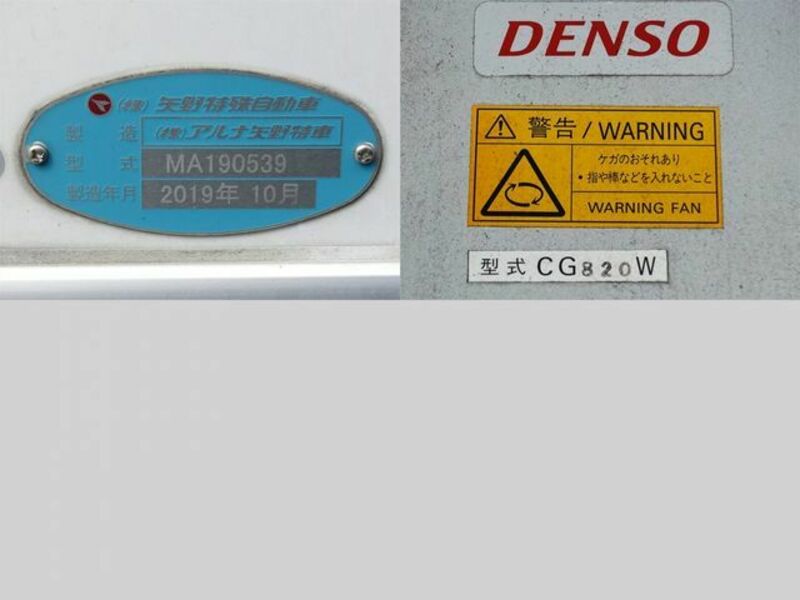 (株) 矢野特殊自動車
製造 (株)アルナ矢野特車
型式 MA190539
製造年月 2019年 10月
DENSO
警告/WARNING
ケガのおそれあり
・指や棒などを入れないこと
WARNING FAN
型式 CG820W